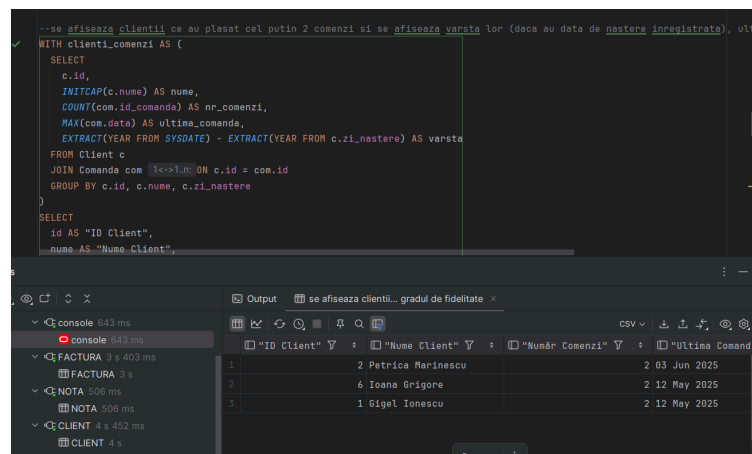 --se afiseaza clientii ce au plasat cel putin 2 comenzi si se afiseaza varsta lor (daca au data de nastere inregistrata), ult
WITH clienti_comenzi AS (
SELECT
c.id,
INITCAP(c.nume) AS nume,
COUNT(com.id_comanda) AS nr_comenzi,
MAX(com.data) AS ultima_comanda,
EXTRACT(YEAR FROM SYSDATE) - EXTRACT(YEAR FROM c.zi_nastere) AS varsta
FROM Client c
JOIN Comanda com 1<->1..n: ON c.id = com.id
GROUP BY c.id, c.nume, c.zi_nastere
)
SELECT
id AS "ID Client",
nume AS "Nume Client",
s
Output se afiseaza clientii... gradul de fidelitate
console 643 ms
CSV
console 643 ms
"ID Client" "Nume Client" "Număr Comenzi" "Ultima Comand
FACTURA 3 s 403 ms
1 2 Petrica Marinescu 2 03 Jun 2025
FACTURA 3 s
2 6 Ioana Grigore 2 12 May 2025
NOTA 506 ms
3 1 Gigel Ionescu 2 12 May 2025
NOTA 506 ms
CLIENT 4 s 452 ms
CLIENT 4 s